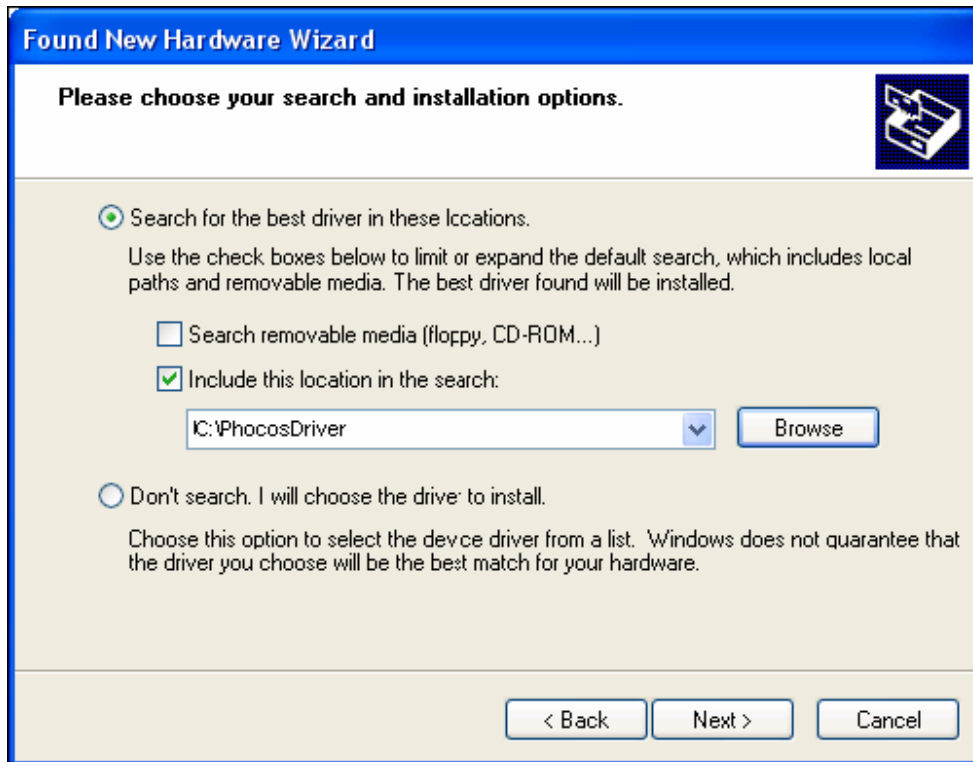 Found New Hardware Wizard
Please choose your search and installation options.
Search for the best driver in these locations.
Use the check boxes below to limit or expand the default search, which includes local
paths and removable media. The best driver found will be installed.
Search removable media (floppy, CD-ROM...)
Include this location in the search:
C:\PhocosDriver
Browse
Don't search. I will choose the driver to install.
Choose this option to select the device driver from a list. Windows does not guarantee that
the driver you choose will be the best match for your hardware.
< Back
Next >
Cancel